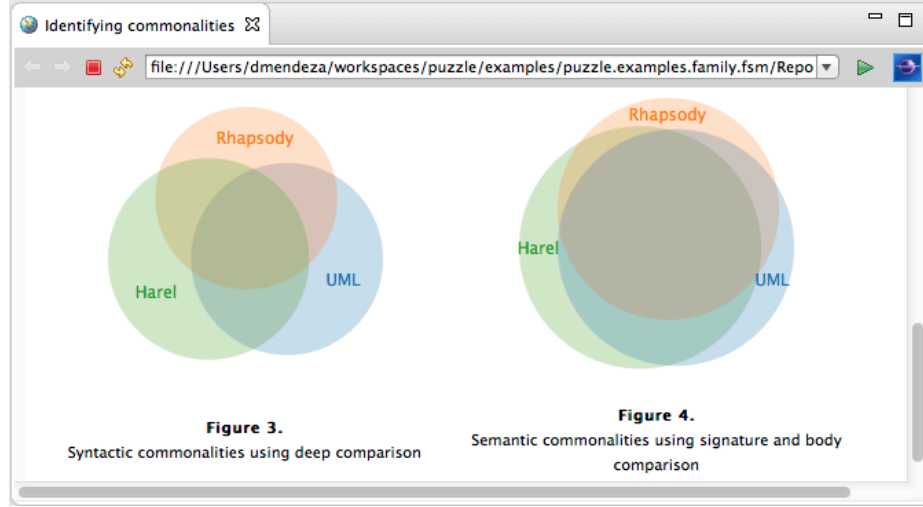 Identifying commonalities
file:///Users/dmendeza/workspaces/puzzle/examples/puzzle.examples.family.fsm/Repo
Rhapsody
Harel
UML
Figure 3.
Syntactic commonalities using deep comparison
Rhapsody
Harel
UML
Figure 4.
Semantic commonalities using signature and body
comparison